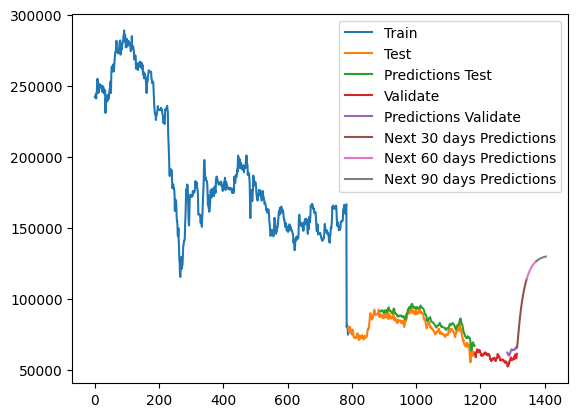 300000
250000
200000
150000
100000
50000
0
200
400
600
800
1000
1200
1400
Train
Test
Predictions Test
Validate
Predictions Validate
Next 30 days Predictions
Next 60 days Predictions
Next 90 days Predictions